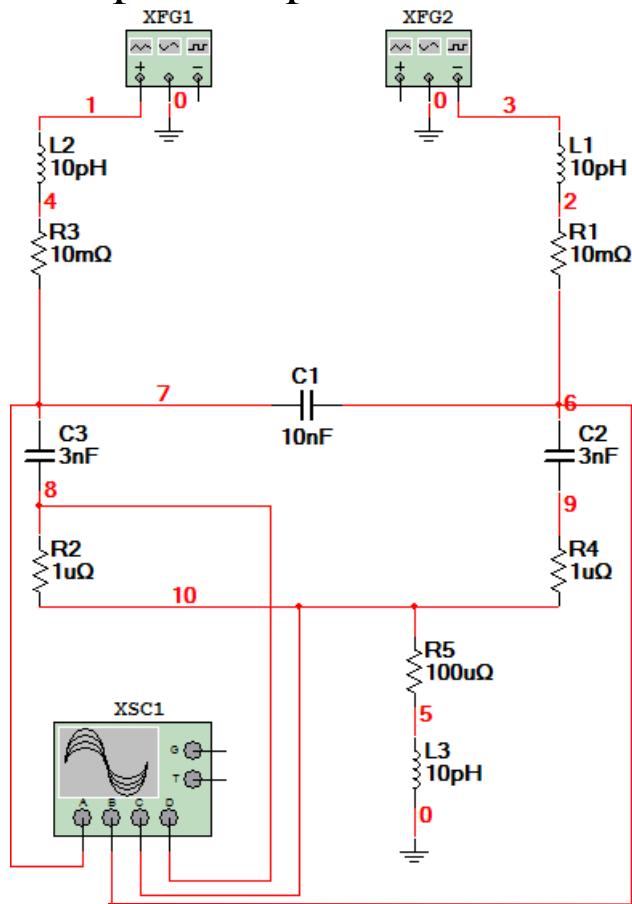 XFG1
XFG2
+ −
+ −
1
0
0
3
L2
10pH
L1
10pH
4
2
R3
10mΩ
R1
10mΩ
C1
7
6
10nF
C3
3nF
C2
3nF
8
9
R2
1uΩ
R4
1uΩ
10
R5
100uΩ
XSC1
5
G
T
L3
10pH
A B C D
0